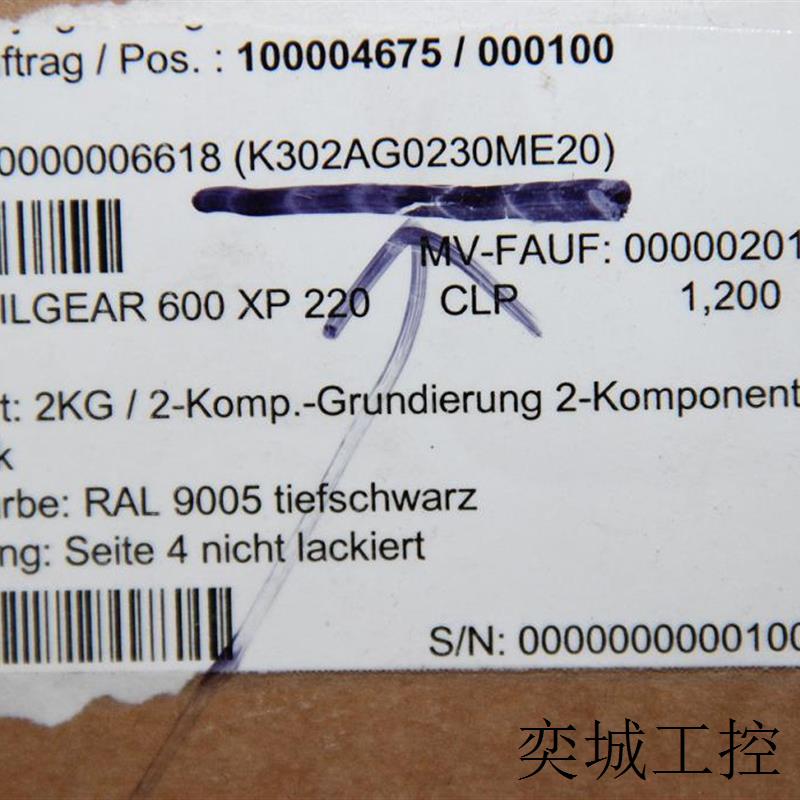 ftrag / Pos. : 100004675 / 000100
0000006618 (K302AG0230ME20)
MV-FAUF: 00000201
ILGEAR 600 XP 220 CLP 1,200
t: 2KG / 2-Komp.-Grundierung 2-Komponent
k
rbe: RAL 9005 tiefschwarz
ng: Seite 4 nicht lackiert
S/N: 0000000000100
奕城工控